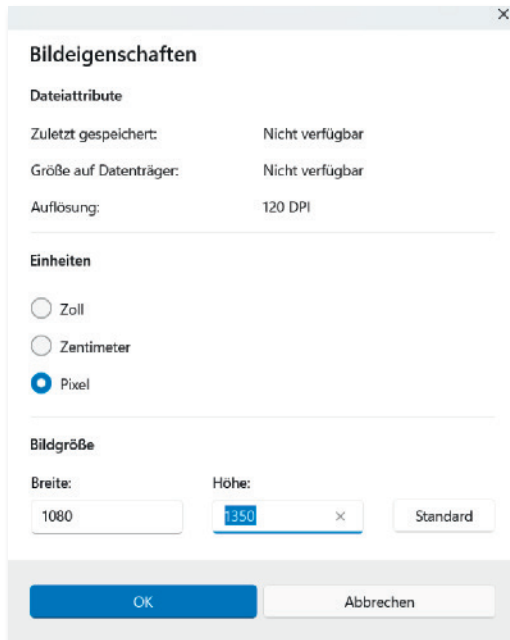 Bildeigenschaften
Dateiattribute
Zuletzt gespeichert: Nicht verfügbar
Größe auf Datenträger: Nicht verfügbar
Auflösung: 120 DPI
Einheiten
Zoll
Zentimeter
Pixel
Bildgröße
Breite: Höhe:
1080 1350 Standard
OK Abbrechen